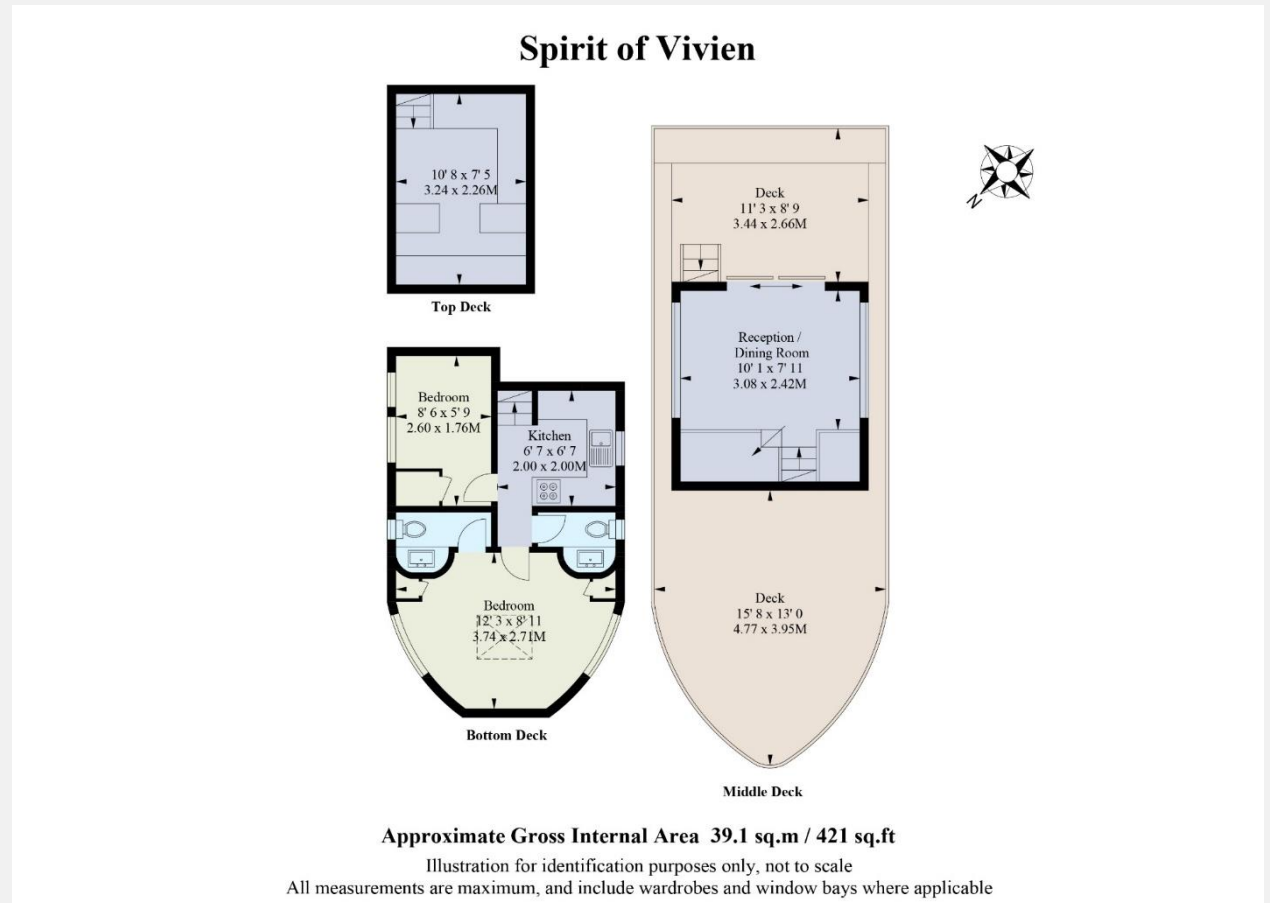 Spirit of Vivien
10' 8 x 7' 5
3.24 x 2.26M
Top Deck
N
Deck
11' 3 x 8' 9
3.44 x 2.66M
Reception /
Dining Room
10' 1 x 7' 11
3.08 x 2.42M
Bedroom
8' 6 x 5' 9
2.60 x 1.76M
Kitchen
6' 7 x 6' 7
2.00 x 2.00M
Bedroom
12' 3 x 8' 11
3.74 x 2.71M
Bottom Deck
Deck
15' 8 x 13' 0
4.77 x 3.95M
Middle Deck
Approximate Gross Internal Area 39.1 sq.m / 421 sq.ft
Illustration for identification purposes only, not to scale
All measurements are maximum, and include wardrobes and window bays where applicable